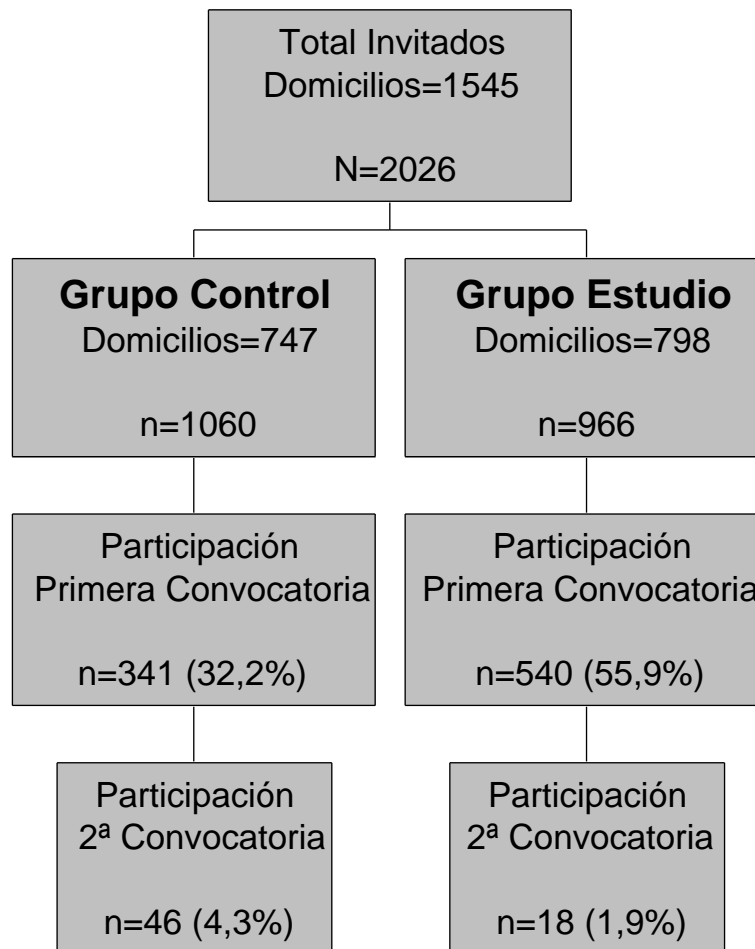 Total Invitados
Domicilios=1545
N=2026
Grupo Control
Domicilios=747
n=1060
Grupo Estudio
Domicilios=798
n=966
Participación
Primera Convocatoria
n=341 (32,2%)
Participación
Primera Convocatoria
n=540 (55,9%)
Participación
2ª Convocatoria
n=46 (4,3%)
Participación
2ª Convocatoria
n=18 (1,9%)